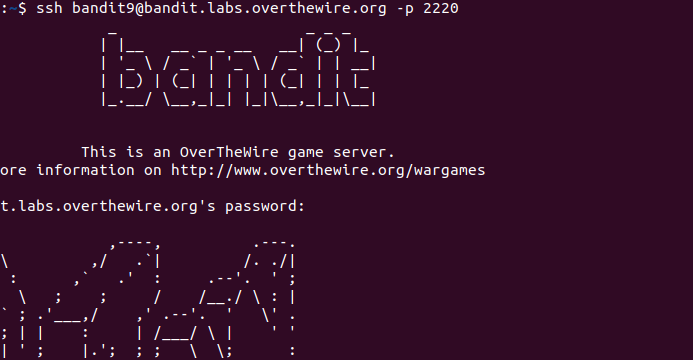 :~$ ssh bandit9@bandit.labs.overthewire.org -p 2220
bandit
This is an OverTheWire game server.
ore information on http://www.overthewire.org/wargames
t.labs.overthewire.org's password: